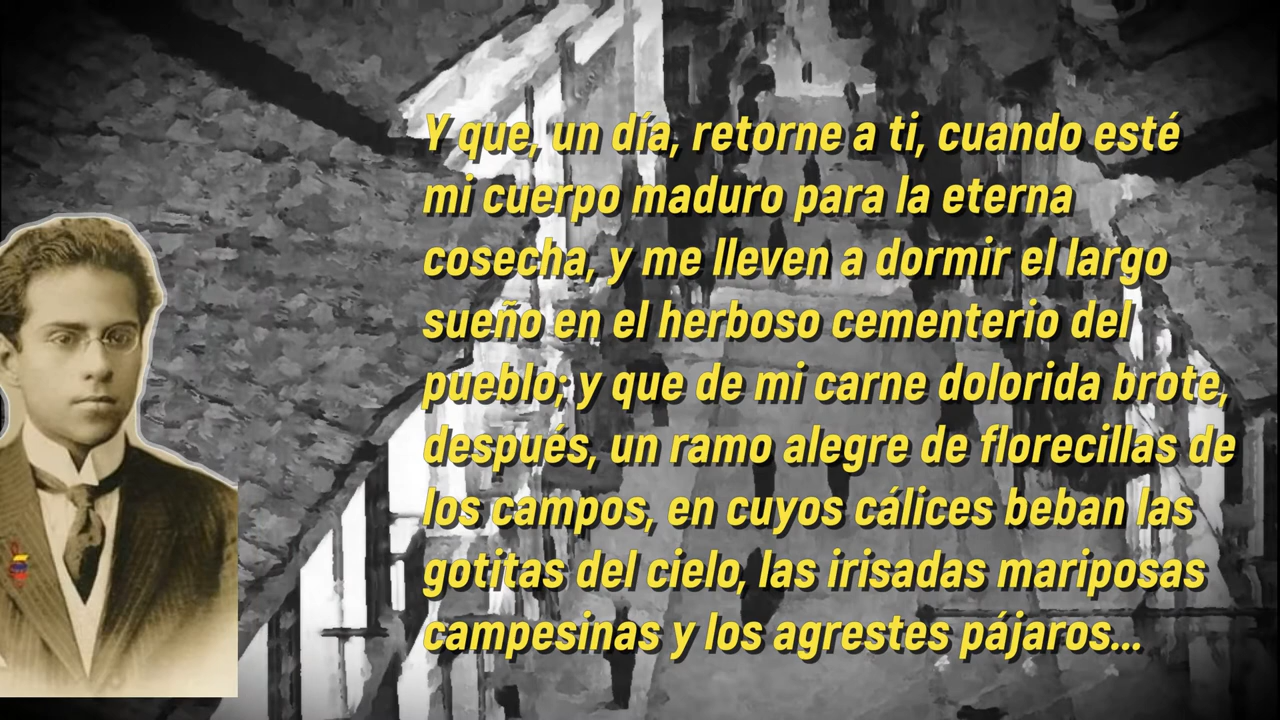 Y que, un día, retorne a ti, cuando esté
mi cuerpo maduro para la eterna
cosecha, y me lleven a dormir el largo
sueño en el herboso cementerio del
pueblo; y que de mi carne dolorida brote,
después, un ramo alegre de florecillas de
los campos, en cuyos cálices beban las
gotitas del cielo, las irisadas mariposas
campesinas y los agrestes pájaros...